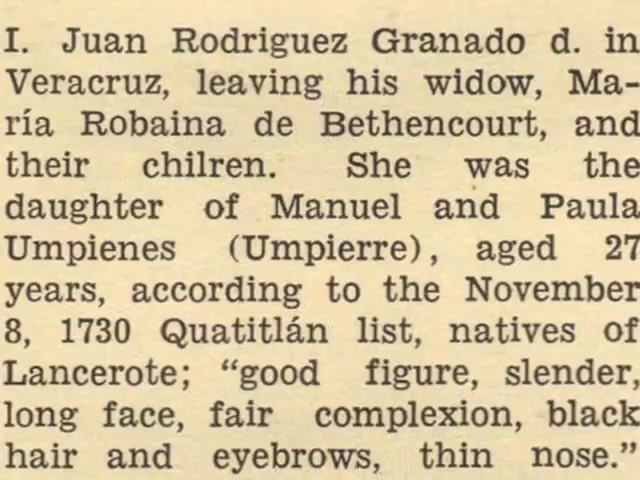 I. Juan Rodriguez Granado d. in
Veracruz, leaving his widow, Ma-
ría Robaina de Bethencourt, and
their chilren. She was the
daughter of Manuel and Paula
Umpienes (Umpierre), aged 27
years, according to the November
8, 1730 Quatitlán list, natives of
Lancerote; “good figure, slender,
long face, fair complexion, black
hair and eyebrows, thin nose.”